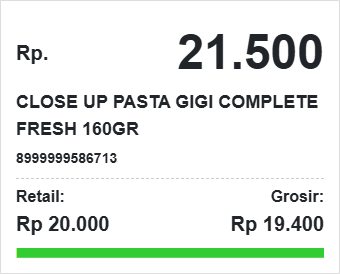 Rp. 21.500
CLOSE UP PASTA GIGI COMPLETE
FRESH 160GR
8999999586713
Retail: Grosir:
Rp 20.000 Rp 19.400